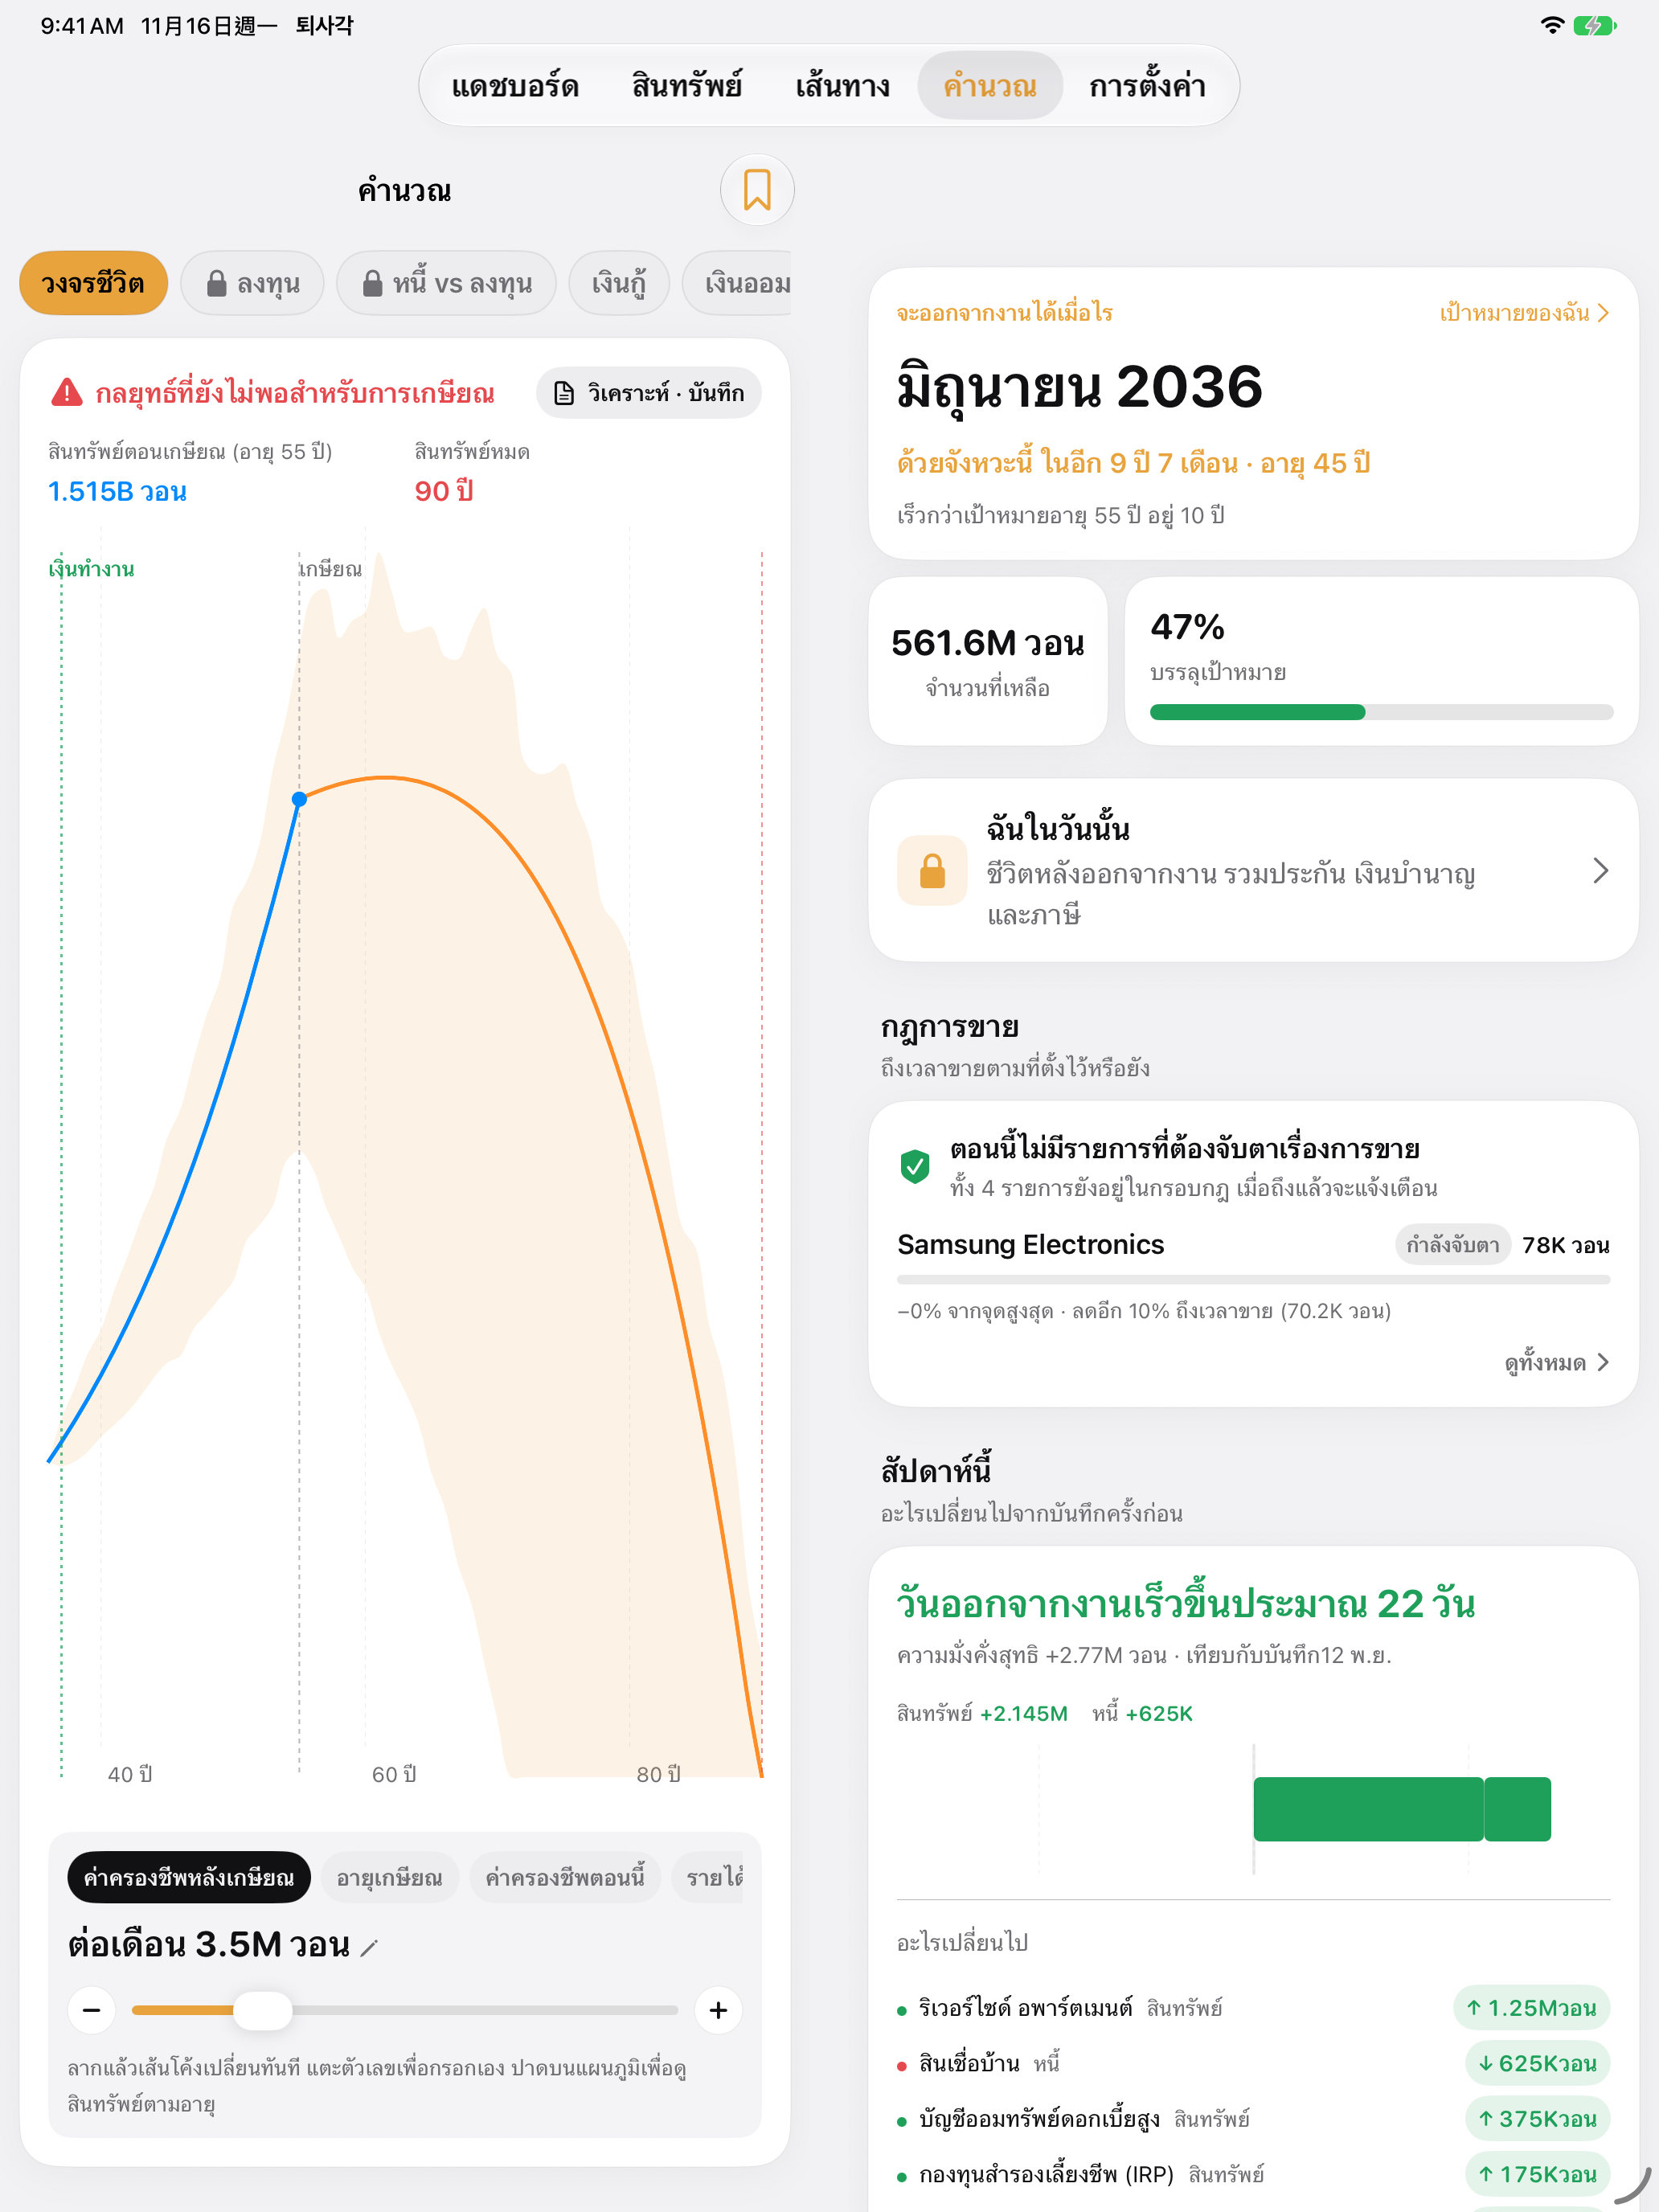 9:41 AM 11月16日週一 퇴사각
แดชบอร์ด สินทรัพย์ เส้นทาง คำนวณ การตั้งค่า
คำนวณ
วงจรชีวิต ลงทุน หนี้ vs ลงทุน เงินกู้ เงินออม
กลยุทธ์ที่ยังไม่พอสำหรับการเกษียณ วิเคราะห์ · บันทึก
สินทรัพย์ตอนเกษียณ (อายุ 55 ปี) สินทรัพย์หมด
1.515B วอน 90 ปี
เงินทำงาน เกษียณ
40 ปี 60 ปี 80 ปี
ค่าครองชีพหลังเกษียณ อายุเกษียณ ค่าครองชีพตอนนี้ รายได้
ต่อเดือน 3.5M วอน
ลากแล้วเส้นโค้งเปลี่ยนทันที แตะตัวเลขเพื่อกรอกเอง ปาดบนแผนภูมิเพื่อดู
สินทรัพย์ตามอายุ
จะออกจากงานได้เมื่อไร เป้าหมายของฉัน
มิถุนายน 2036
ด้วยจังหวะนี้ ในอีก 9 ปี 7 เดือน · อายุ 45 ปี
เร็วกว่าเป้าหมายอายุ 55 ปี อยู่ 10 ปี
561.6M วอน
จำนวนที่เหลือ
47%
บรรลุเป้าหมาย
ฉันในวันนั้น
ชีวิตหลังออกจากงาน รวมประกัน เงินบำนาญ
และภาษี
กฎการขาย
ถึงเวลาขายตามที่ตั้งไว้หรือยัง
ตอนนี้ไม่มีรายการที่ต้องจับตาเรื่องการขาย
ทั้ง 4 รายการยังอยู่ในกรอบกฎ เมื่อถึงแล้วจะแจ้งเตือน
Samsung Electronics กำลังจับตา 78K วอน
−0% จากจุดสูงสุด · ลดอีก 10% ถึงเวลาขาย (70.2K วอน)
ดูทั้งหมด
สัปดาห์นี้
อะไรเปลี่ยนไปจากบันทึกครั้งก่อน
วันออกจากงานเร็วขึ้นประมาณ 22 วัน
ความมั่งคั่งสุทธิ +2.77M วอน · เทียบกับบันทึก12 พ.ย.
สินทรัพย์ +2.145M หนี้ +625K
อะไรเปลี่ยนไป
ริเวอร์ไซด์ อพาร์ตเมนต์ สินทรัพย์ ↑ 1.25Mวอน
สินเชื่อบ้าน หนี้ ↓ 625Kวอน
บัญชีออมทรัพย์ดอกเบี้ยสูง สินทรัพย์ ↑ 375Kวอน
กองทุนสำรองเลี้ยงชีพ (IRP) สินทรัพย์ ↑ 175Kวอน